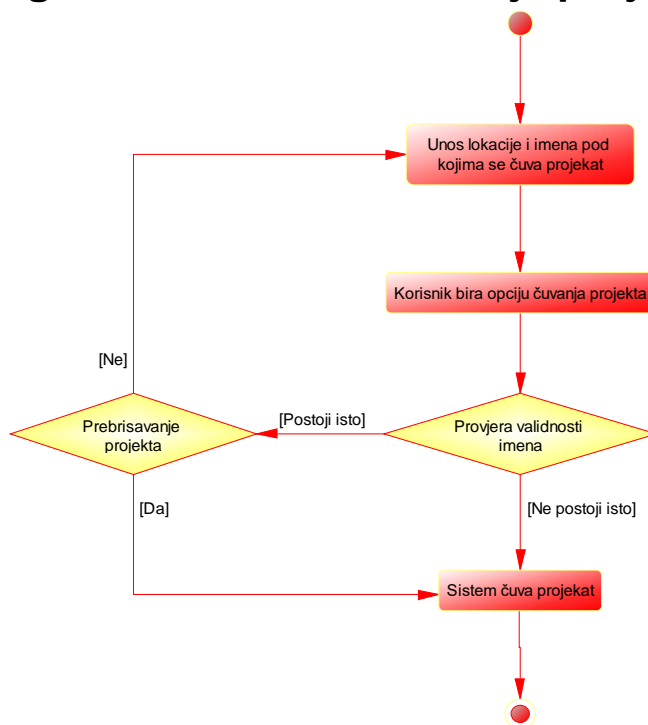 Unos lokacije i imena pod
kojima se čuva projekat
Korisnik bira opciju čuvanja projekta
[Ne]
[Postoji isto]
Prebrisavanje
projekta
Provjera validnosti
imena
[Da]
[Ne postoji isto]
Sistem čuva projekat